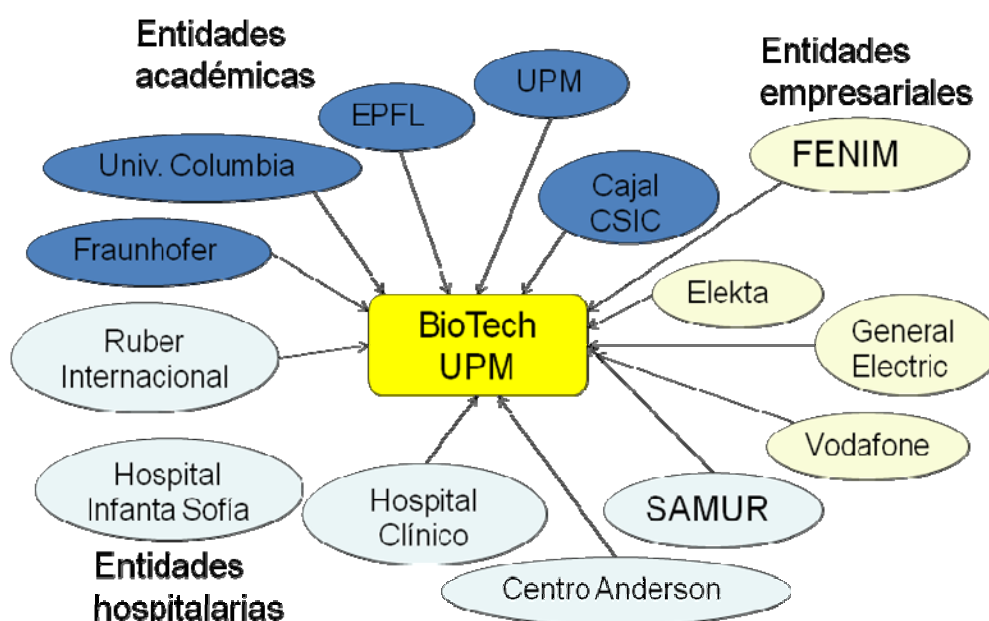 Entidades
académicas
UPM
EPFL
Entidades
empresariales
FENIM
Univ. Columbia
Cajal
CSIC
Fraunhofer
Elekta
BioTech
UPM
General
Electric
Ruber
Internacional
Vodafone
Hospital
Infanta Sofía
Hospital
Clínico
SAMUR
Centro Anderson
Entidades
hospitalarias